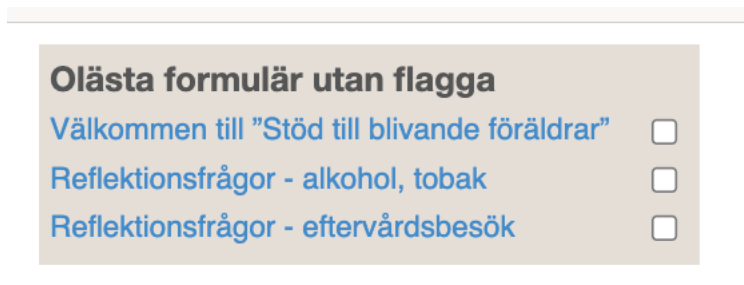 Olästa formulär utan flagga
Välkommen till ”Stöd till blivande föräldrar”
Reflektionsfrågor - alkohol, tobak
Reflektionsfrågor - eftervårdsbesök